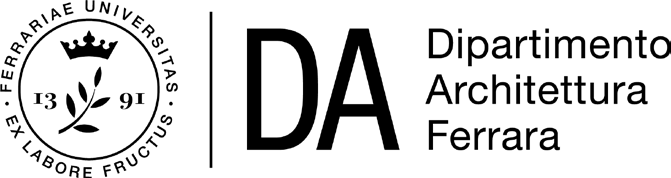 FERRARIAE UNIVERSITAS
13 91
EX LABORE FRUCTUS
DA
Dipartimento
Architettura
Ferrara